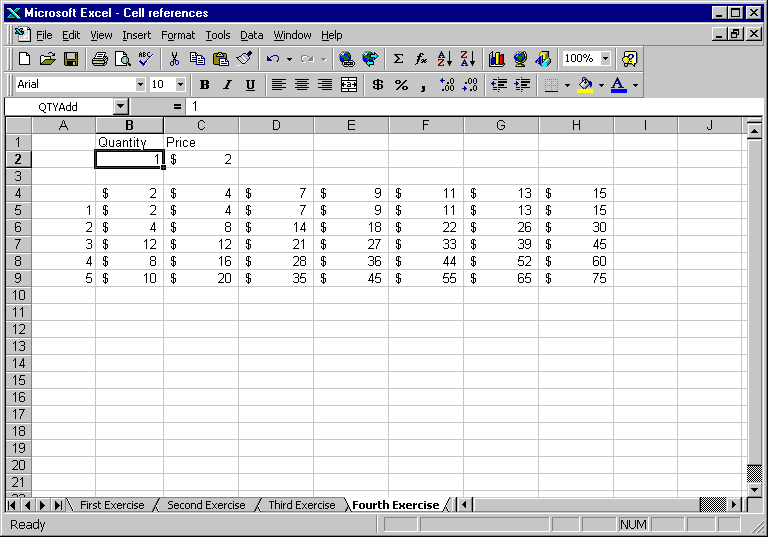 Microsoft Excel - Cell references
File Edit View Insert Format Tools Data Window Help
Σ fx 100%
Arial 10 B I U $ % ,
QTYAdd = 1
A B C D E F G H I J
1 Quantity Price
2 1 $ 2
3
4 $ 2 $ 4 $ 7 $ 9 $ 11 $ 13 $ 15
5 1 $ 2 $ 4 $ 7 $ 9 $ 11 $ 13 $ 15
6 2 $ 4 $ 8 $ 14 $ 18 $ 22 $ 26 $ 30
7 3 $ 12 $ 12 $ 21 $ 27 $ 33 $ 39 $ 45
8 4 $ 8 $ 16 $ 28 $ 36 $ 44 $ 52 $ 60
9 5 $ 10 $ 20 $ 35 $ 45 $ 55 $ 65 $ 75
10
11
12
13
14
15
16
17
18
19
20
21
First Exercise Second Exercise Third Exercise Fourth Exercise
Ready NUM